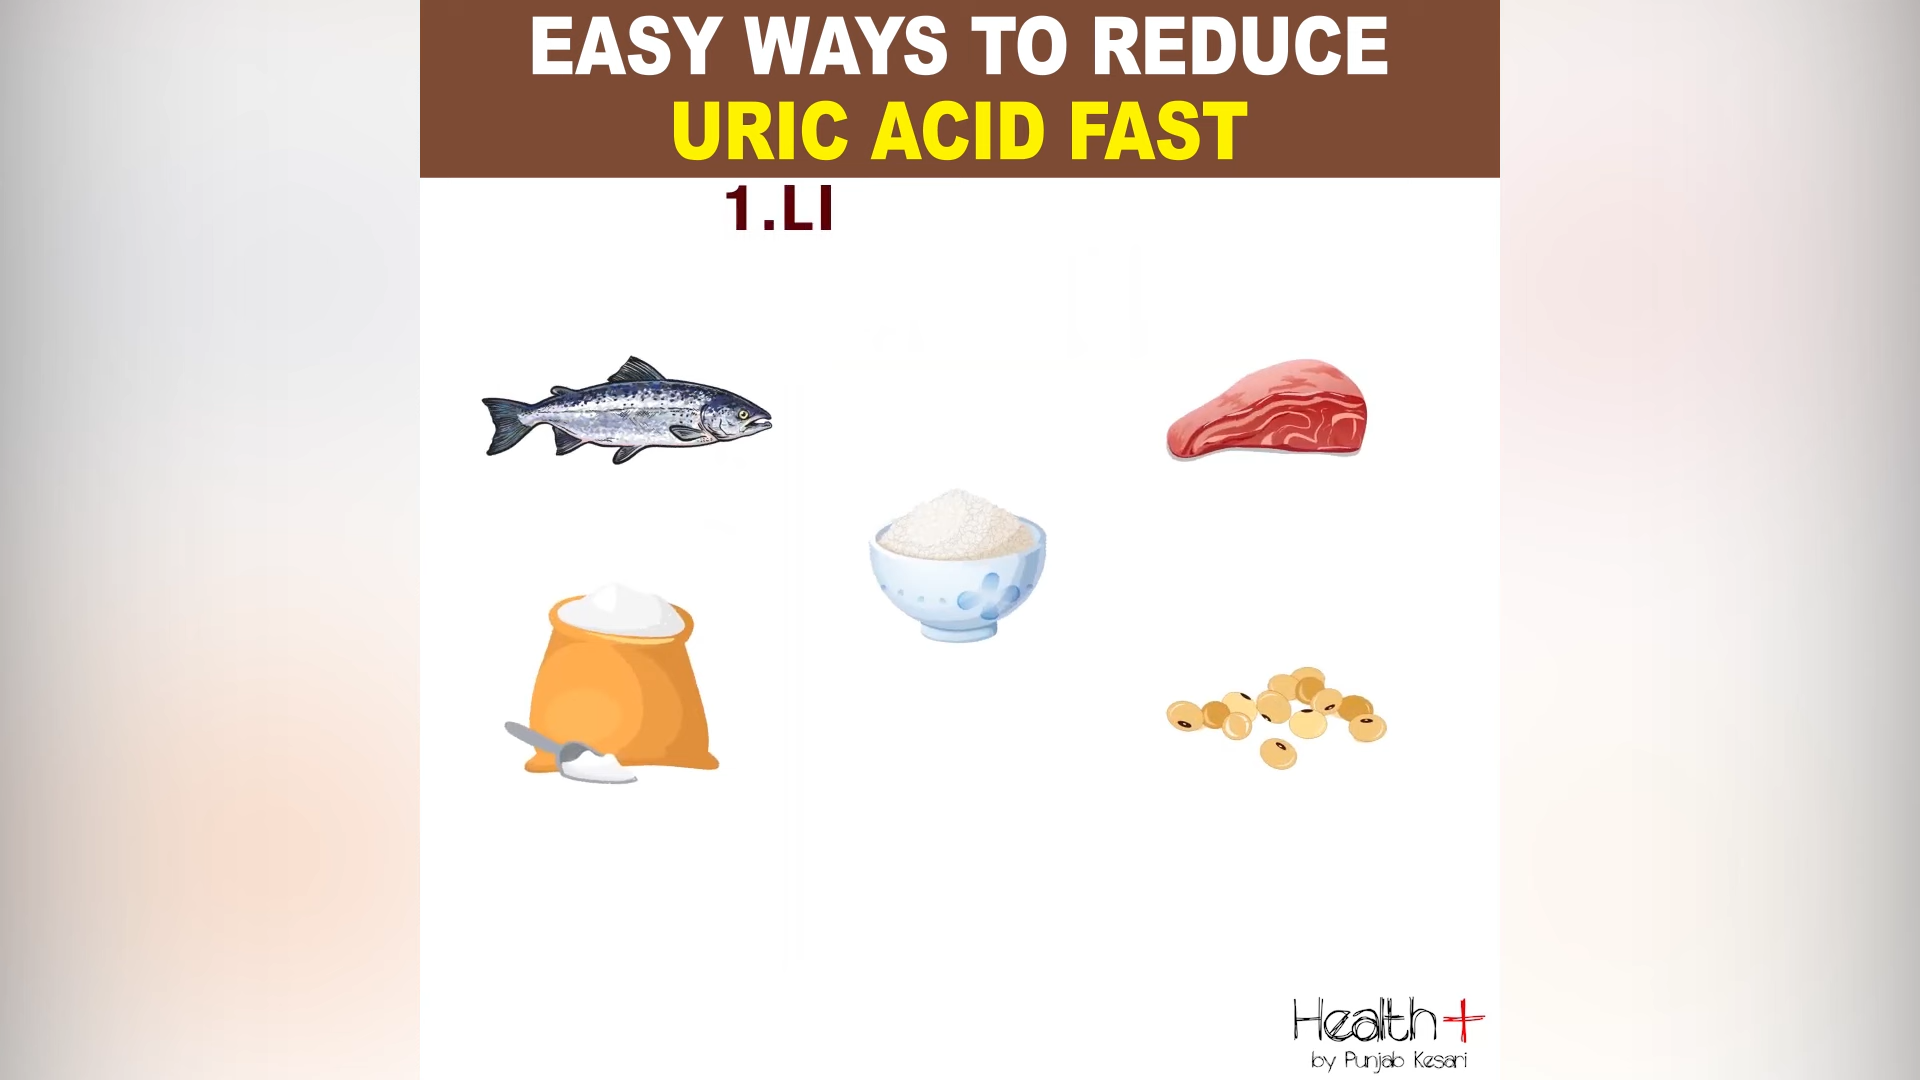 EASY WAYS TO REDUCE
URIC ACID FAST
1.LI
Health+
by Punjab Kesari